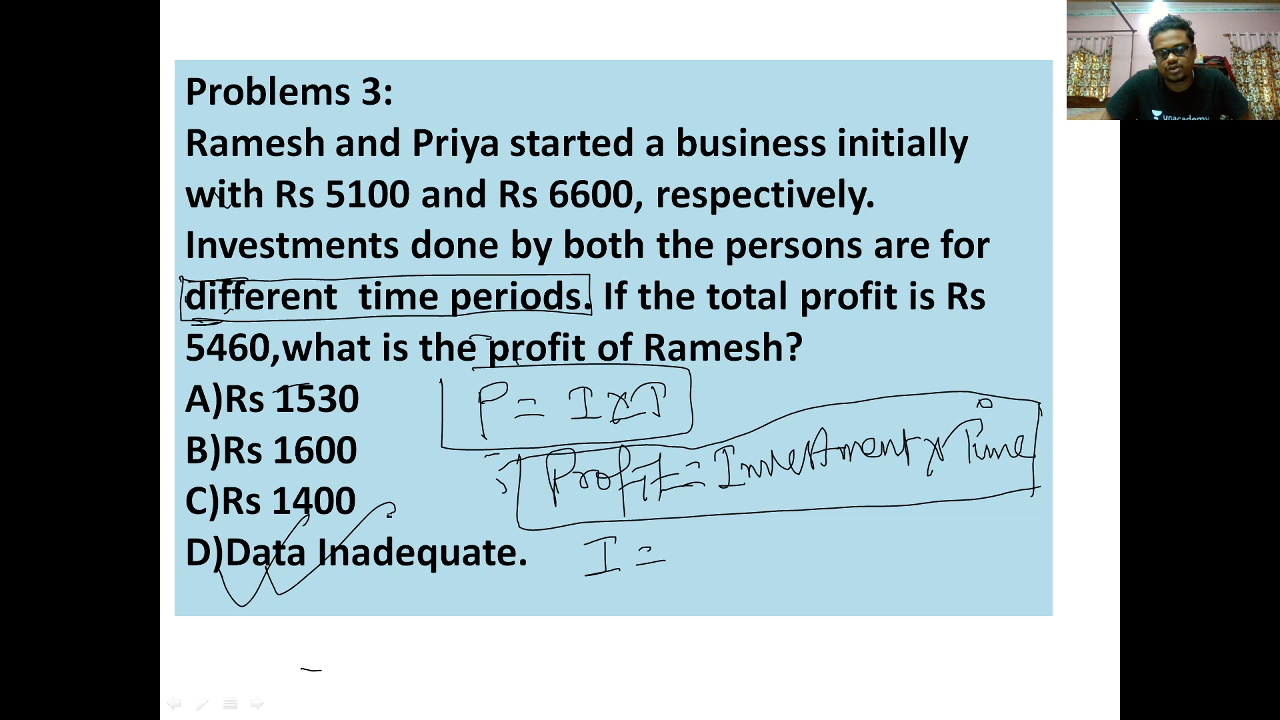 Problems 3:
Ramesh and Priya started a business initially
with Rs 5100 and Rs 6600, respectively.
Investments done by both the persons are for
different time periods. If the total profit is Rs
5460,what is the profit of Ramesh?
A)Rs 1530
B)Rs 1600
C)Rs 1400
D)Data Inadequate.
P = I x T
Profit = Investment x Time
I =
unacademy